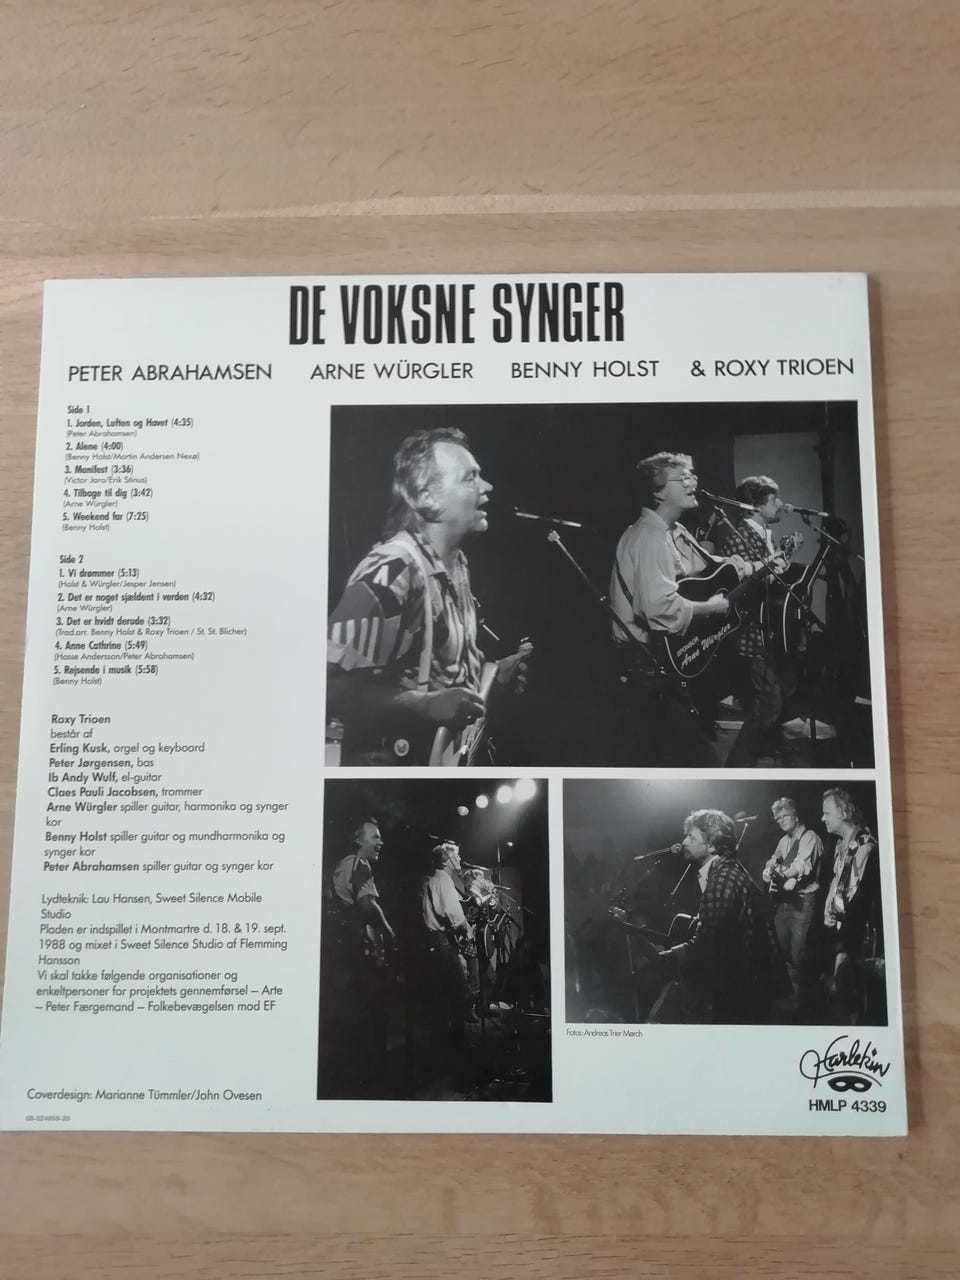 DE VOKSNE SYNGER
PETER ABRAHAMSEN ARNE WÜRGLER BENNY HOLST & ROXY TRIOEN
Side 1
1. Jorden, Luften og Havet (4:35)
(Peter Abrahamsen)
2. Alene (4:00)
(Benny Holst/Martin Andersen Nexø)
3. Manifest (3:36)
(Victor Jara/Erik Stinus)
4. Tilbage til dig (3:42)
(Arne Würgler)
5. Weekend far (7:25)
(Benny Holst)
Side 2
1. Vi drømmer (5:13)
(Holst & Würgler/Jesper Jensen)
2. Det er noget sjældent i verden (4:32)
(Arne Würgler)
3. Det er hvidt derude (3:32)
(Trad.arr. Benny Holst & Roxy Trioen / St. St. Blicher)
4. Anne Cathrine (5:49)
(Hasse Andersson/Peter Abrahamsen)
5. Rejsende i musik (5:58)
(Benny Holst)
Roxy Trioen
består af
Erling Kusk, orgel og keyboard
Peter Jørgensen, bas
Ib Andy Wulf, el-guitar
Claes Pauli Jacobsen, trommer
Arne Würgler spiller guitar, harmonika og synger
kor
Benny Holst spiller guitar og mundharmonika og
synger kor
Peter Abrahamsen spiller guitar og synger kor
Lydteknik: Lau Hansen, Sweet Silence Mobile
Studio
Pladen er indspillet i Montmartre d. 18. & 19. sept.
1988 og mixet i Sweet Silence Studio af Flemming
Hansson
Vi skal takke følgende organisationer og
enkeltpersoner for projektets gennemførsel – Arte
– Peter Færgemand – Folkebevægelsen mod EF
Coverdesign: Marianne Tümmler/John Ovesen
08-024698-20
SPONSOR
Arne Würgler
Fotos: Andreas Trier Mørch
Harlekin
HMLP 4339